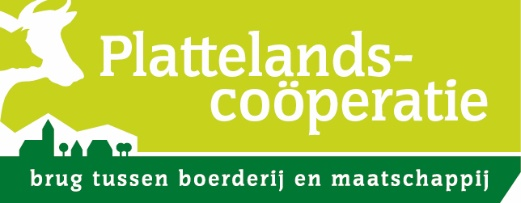 Plattelands-
coöperatie
brug tussen boerderij en maatschappij